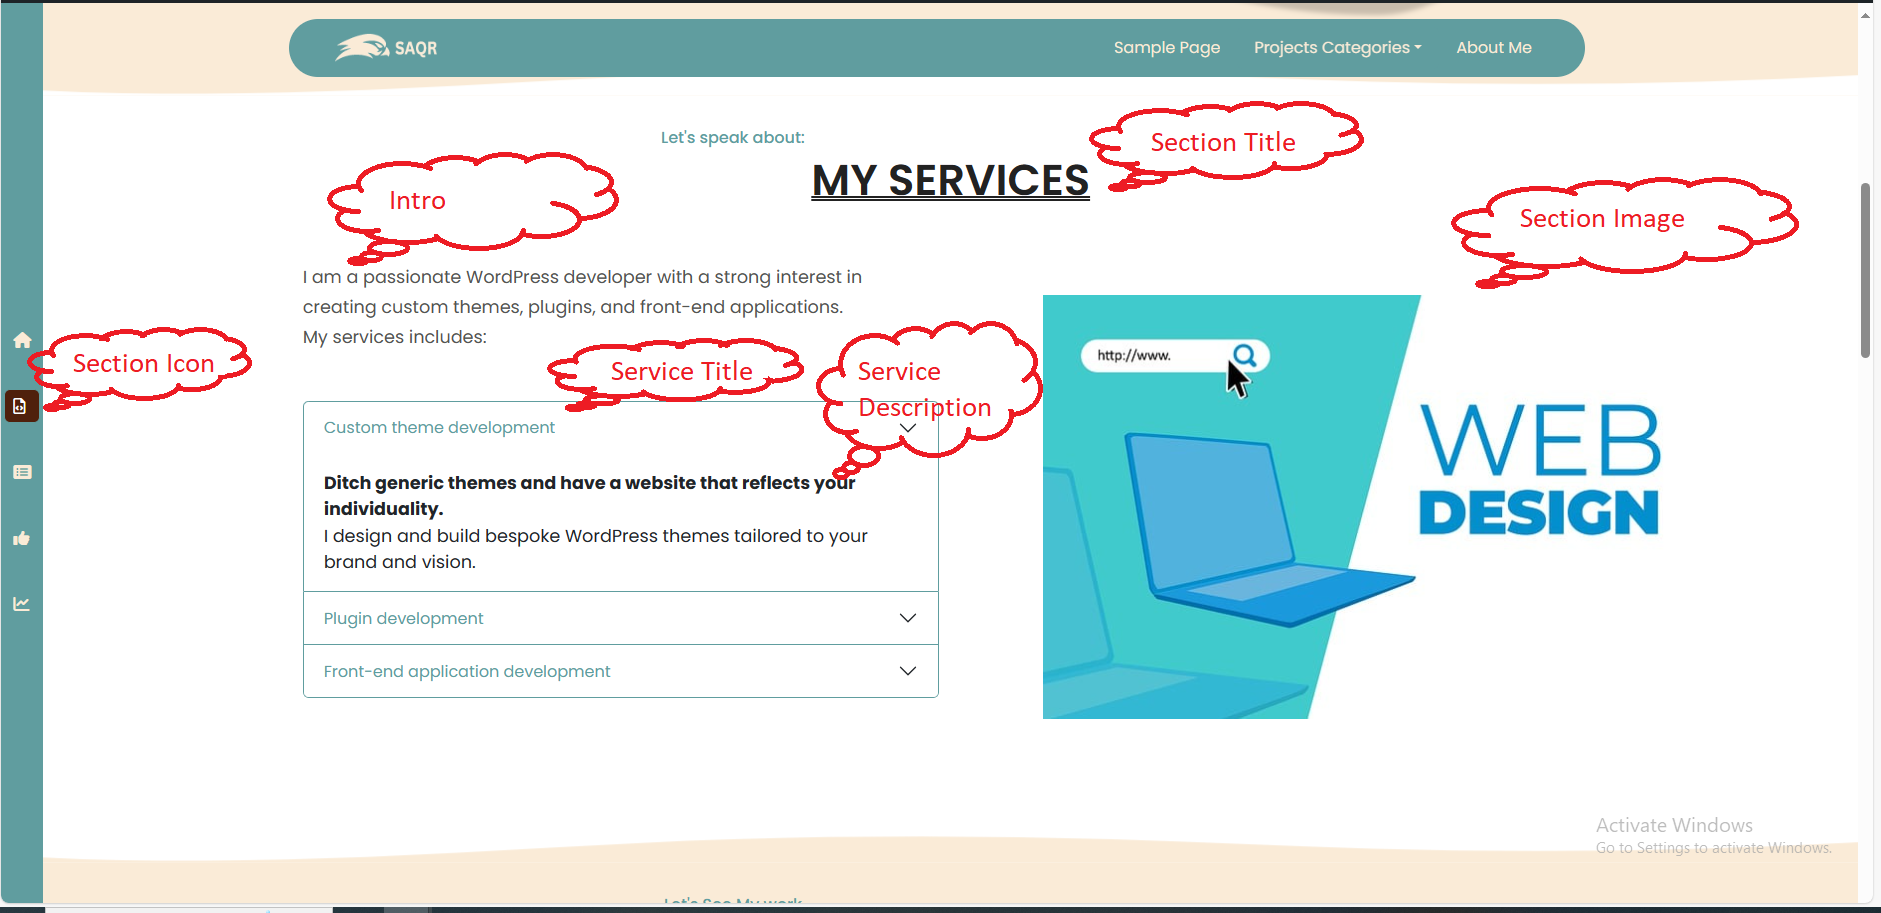 SAQR
Sample Page
Projects Categories
About Me
Let's speak about:
Section Title
MY SERVICES
Intro
Section Image
I am a passionate WordPress developer with a strong interest in
creating custom themes, plugins, and front-end applications.
My services includes:
Section Icon
Service Title
Service
Description
Custom theme development
Ditch generic themes and have a website that reflects your
individuality.
I design and build bespoke WordPress themes tailored to your
brand and vision.
Plugin development
Front-end application development
http://www.
WEB
DESIGN
Activate Windows
Go to Settings to activate Windows.
Let's See My work